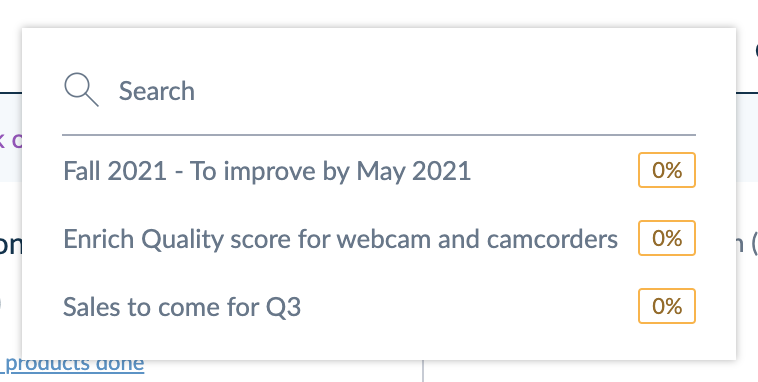 Search
Fall 2021 - To improve by May 2021 0%
Enrich Quality score for webcam and camcorders 0%
Sales to come for Q3 0%
products done